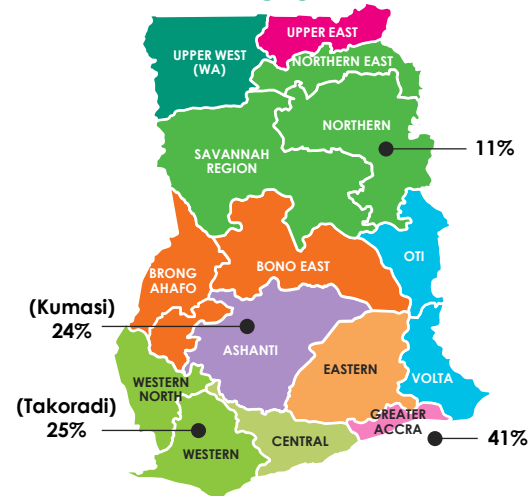 UPPER EAST
UPPER WEST
(WA)
NORTHERN EAST
NORTHERN
11%
SAVANNAH
REGION
OTI
BRONG
AHAFO
BONO EAST
(Kumasi)
24%
ASHANTI
EASTERN
VOLTA
WESTERN
NORTH
(Takoradi)
25%
GREATER
ACCRA
41%
CENTRAL
WESTERN